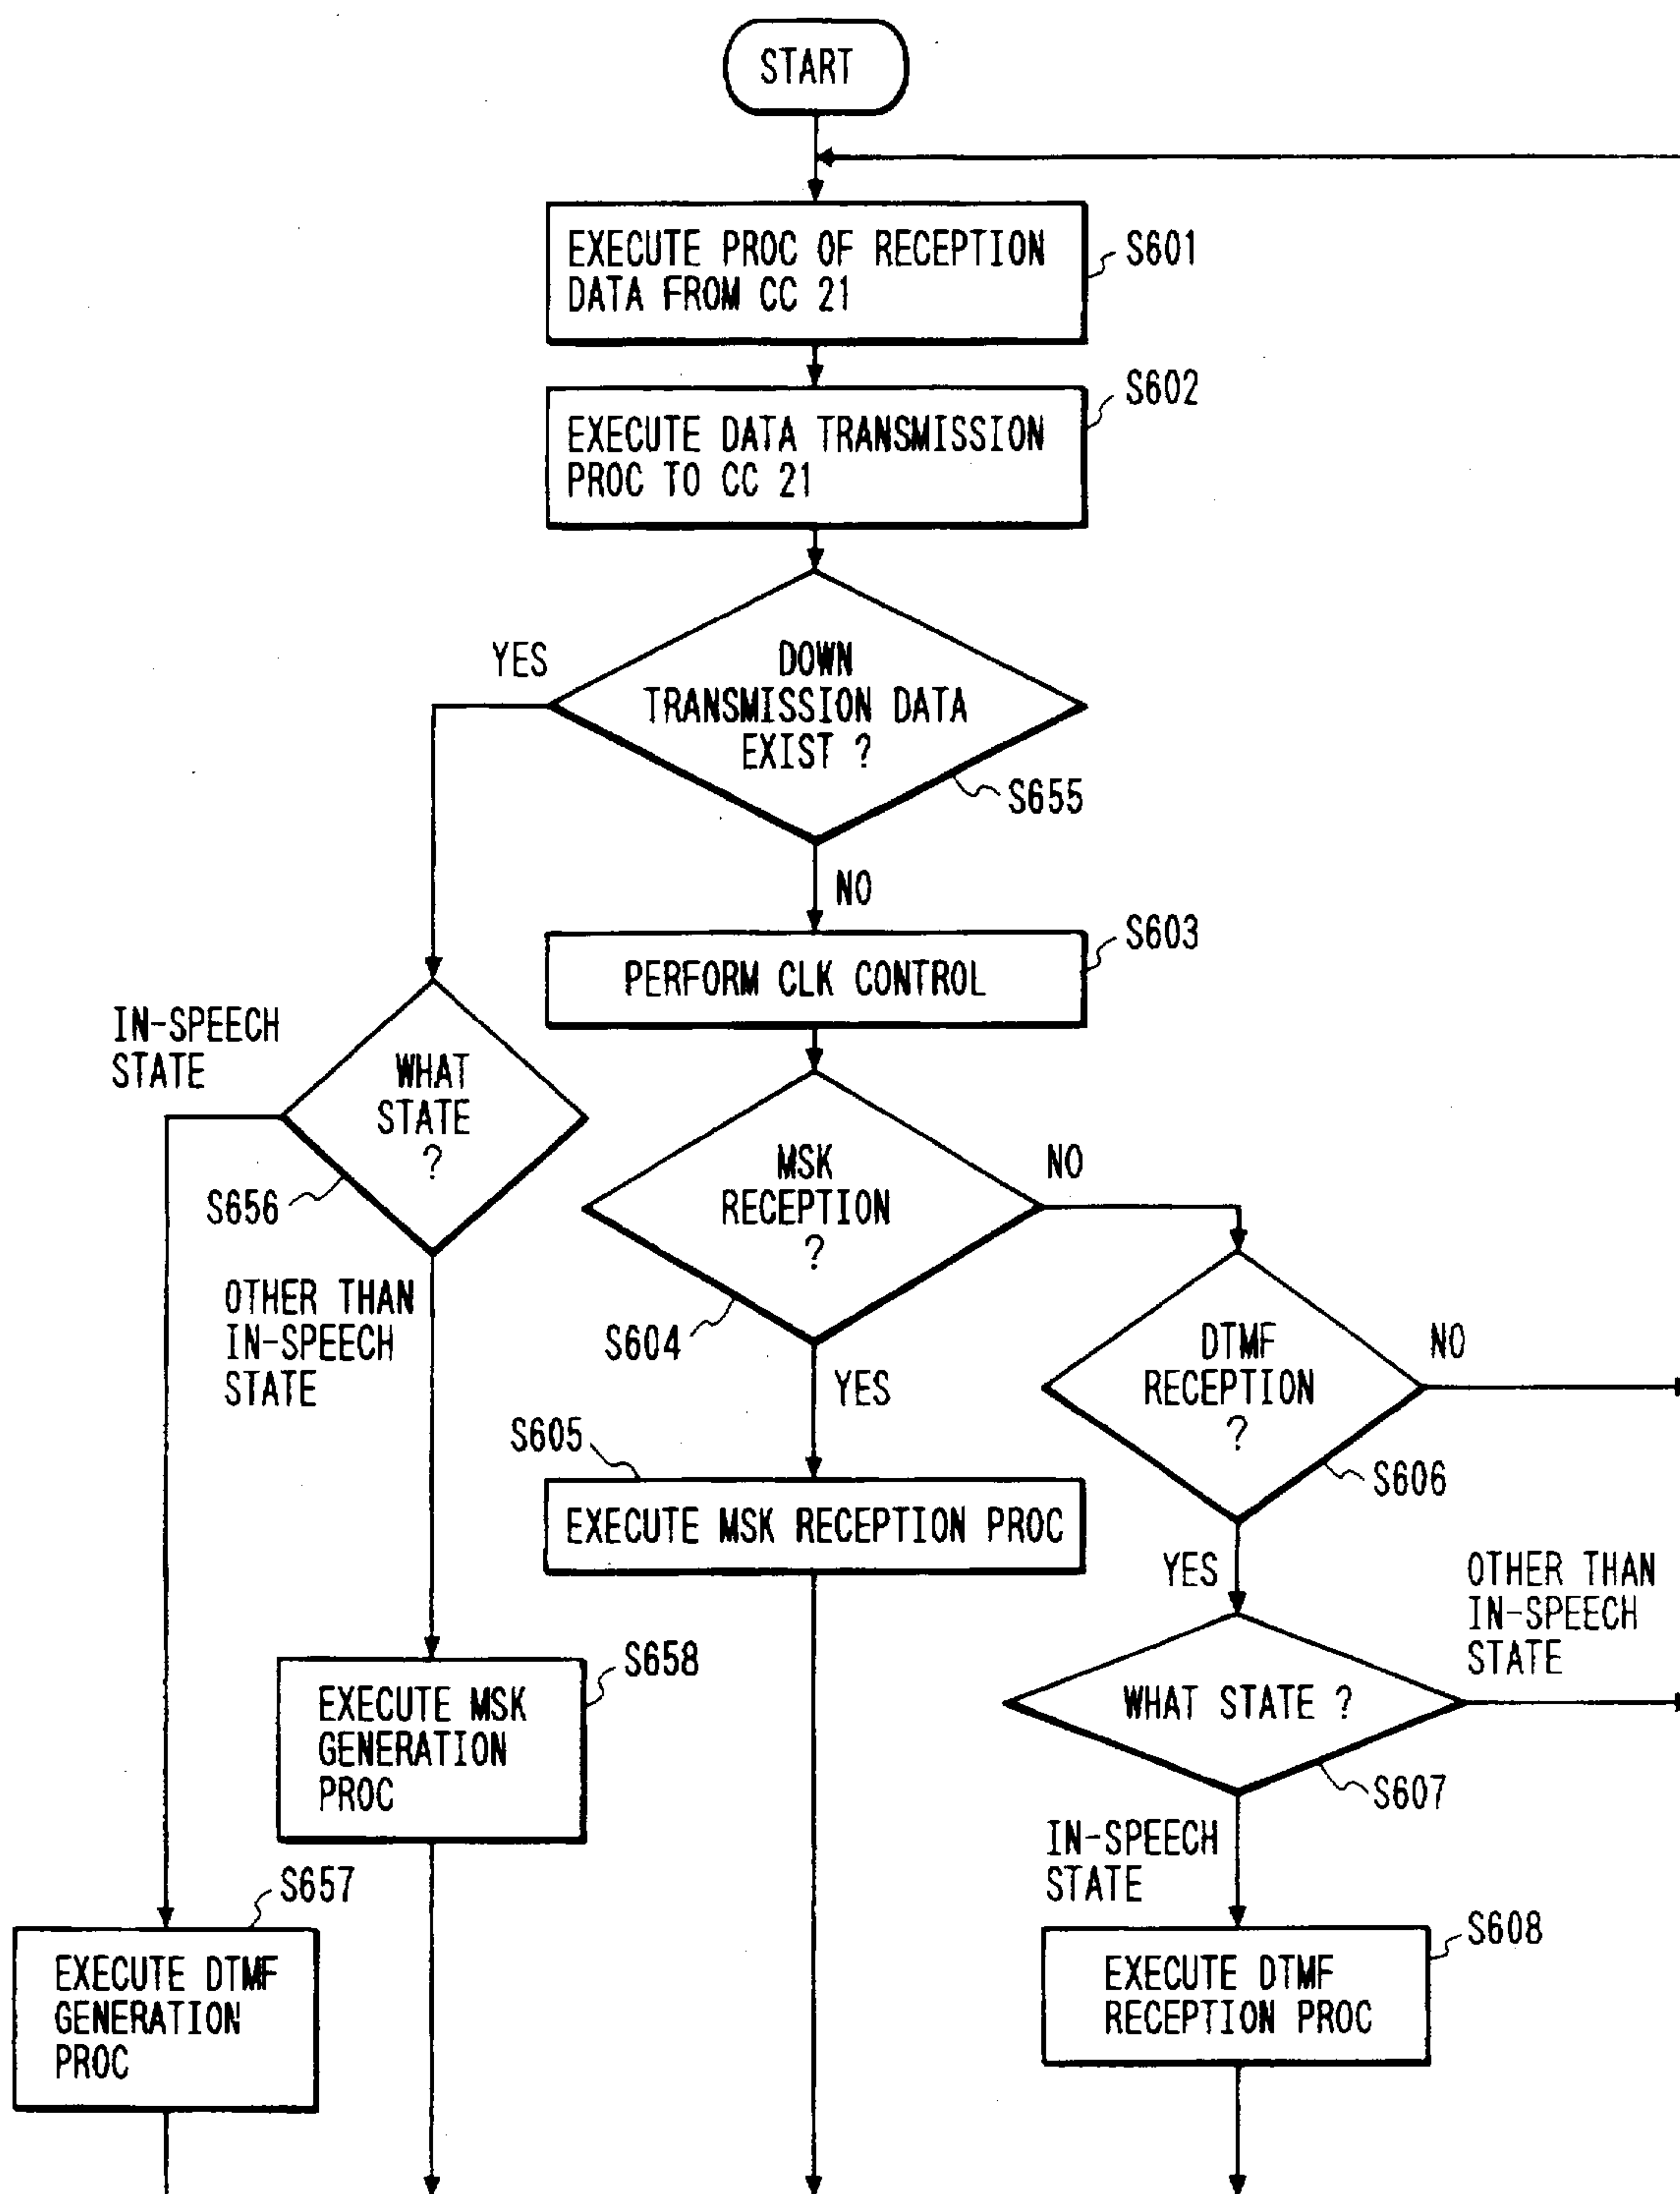 START
EXECUTE PROC OF RECEPTION
DATA FROM CC 21
S601
EXECUTE DATA TRANSMISSION
PROC TO CC 21
S602
DOWN
TRANSMISSION DATA
EXIST ?
YES
S655
NO
PERFORM CLK CONTROL
S603
IN-SPEECH
STATE
WHAT
STATE
?
S656
OTHER THAN
IN-SPEECH
STATE
MSK
RECEPTION
?
NO
S604
YES
DTMF
RECEPTION
?
NO
S606
YES
S605
EXECUTE MSK RECEPTION PROC
OTHER THAN
IN-SPEECH
STATE
WHAT STATE ?
S607
IN-SPEECH
STATE
S658
EXECUTE MSK
GENERATION
PROC
S657
EXECUTE DTMF
GENERATION
PROC
S608
EXECUTE DTMF
RECEPTION PROC